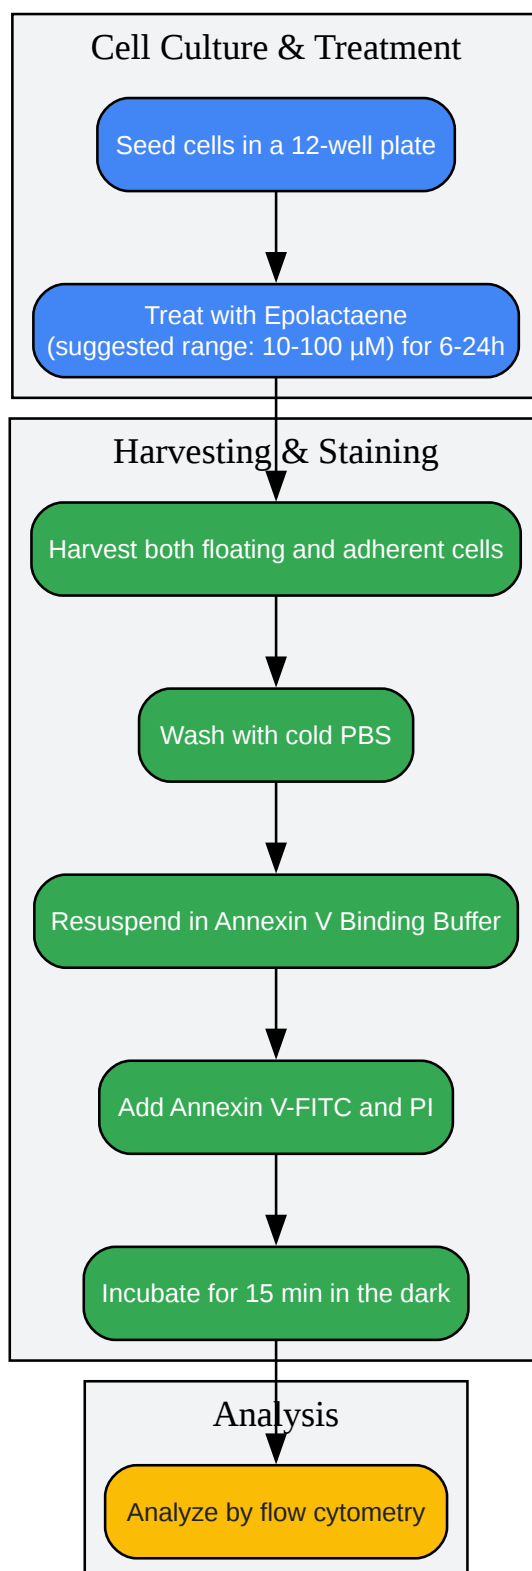 Cell Culture & Treatment
Seed cells in a 12-well plate
Treat with Epolactaene
(suggested range: 10-100 µM) for 6-24h
Harvesting & Staining
Harvest both floating and adherent cells
Wash with cold PBS
Resuspend in Annexin V Binding Buffer
Add Annexin V-FITC and PI
Incubate for 15 min in the dark
Analysis
Analyze by flow cytometry